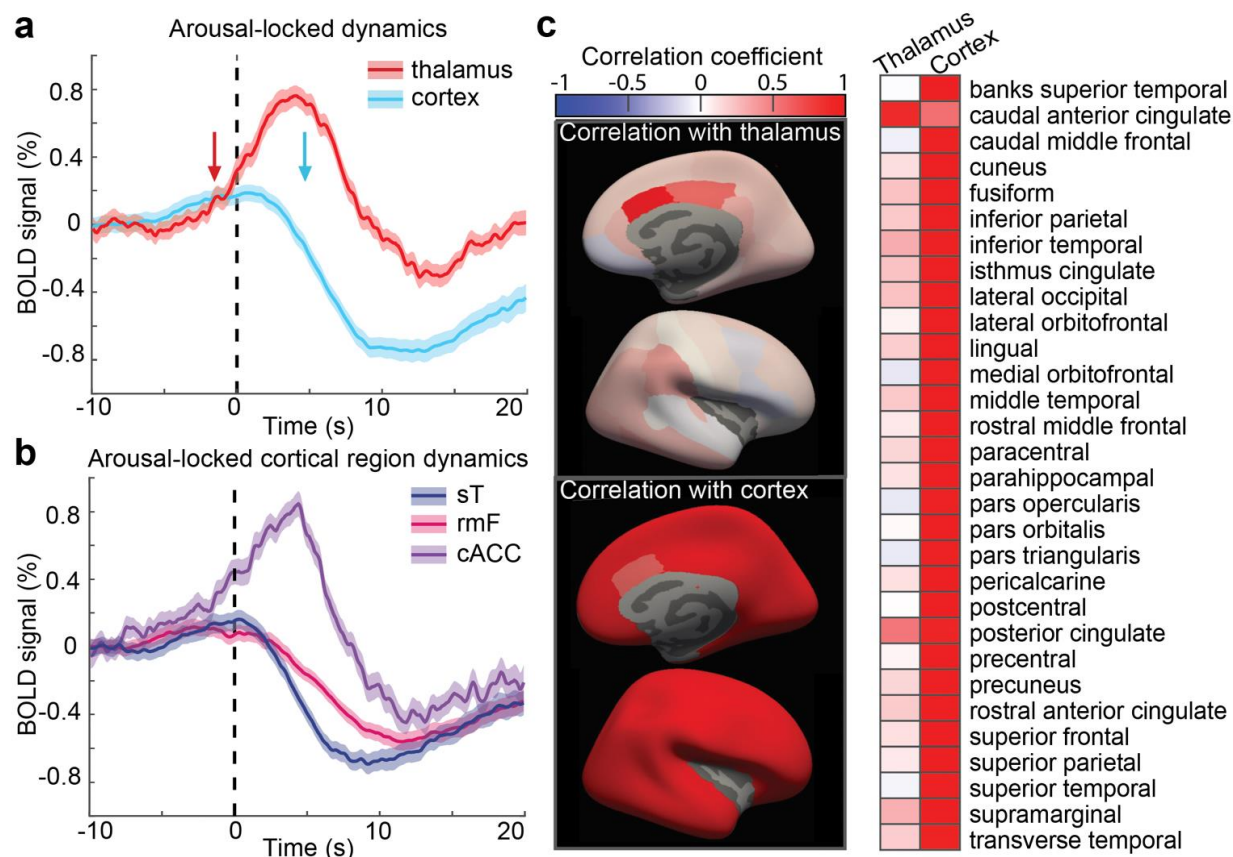 a
Arousal-locked dynamics
thalamus
cortex
BOLD signal (%)
0.8
0.4
0
-0.4
-0.8
-10
0
10
20
Time (s)
b
Arousal-locked cortical region dynamics
sT
rmF
cACC
BOLD signal (%)
0.8
0.4
0
-0.4
-0.8
-10
0
10
20
Time (s)
c
Correlation coefficient
-1 -0.5 0 0.5 1
Correlation with thalamus
Correlation with cortex
Thalamus
Cortex
banks superior temporal
caudal anterior cingulate
caudal middle frontal
cuneus
fusiform
inferior parietal
inferior temporal
isthmus cingulate
lateral occipital
lateral orbitofrontal
lingual
medial orbitofrontal
middle temporal
rostral middle frontal
paracentral
parahippocampal
pars opercularis
pars orbitalis
pars triangularis
pericalcarine
postcentral
posterior cingulate
precentral
precuneus
rostral anterior cingulate
superior frontal
superior parietal
superior temporal
supramarginal
transverse temporal